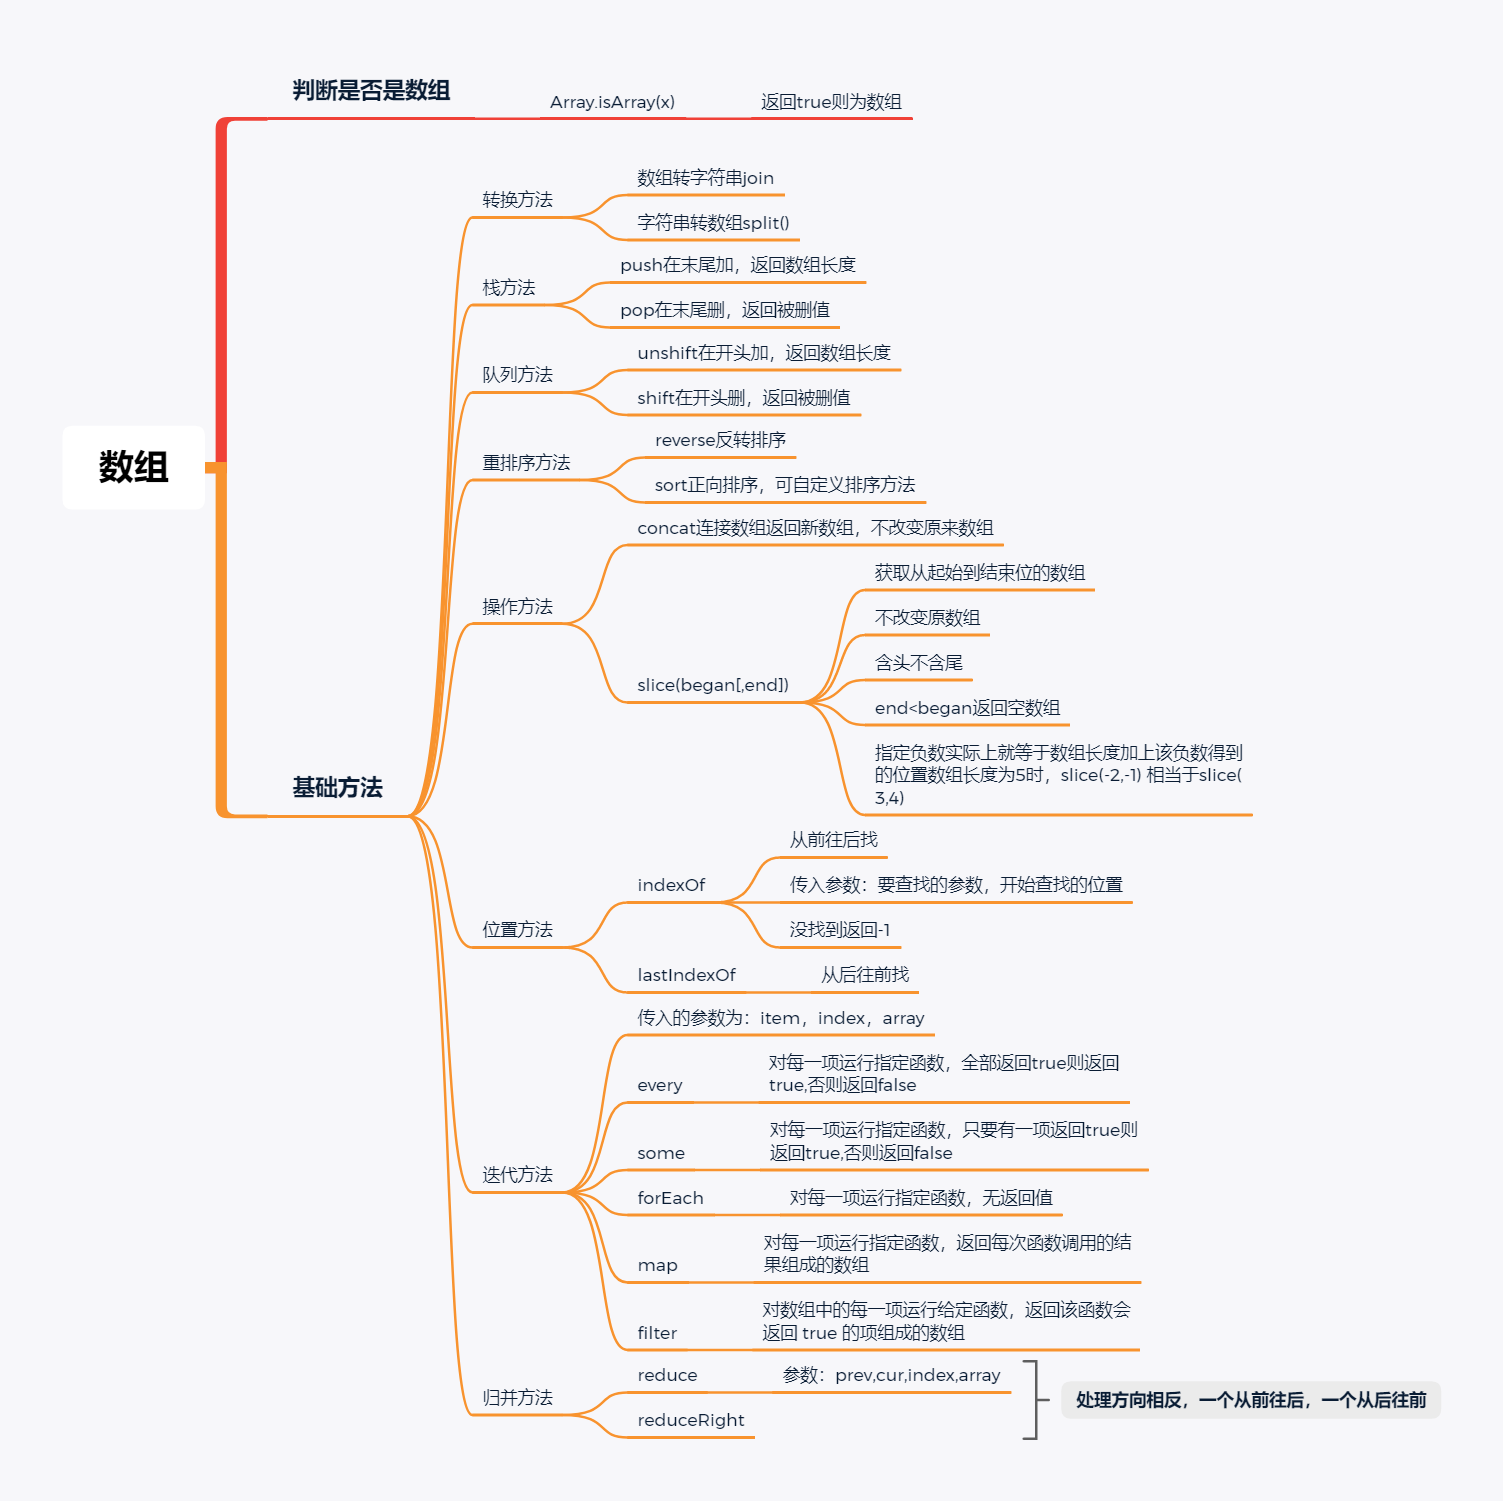 数组
判断是否是数组
Array.isArray(x)
返回true则为数组
基础方法
转换方法
数组转字符串join
字符串转数组split()
栈方法
push在末尾加，返回数组长度
pop在末尾删，返回被删值
队列方法
unshift在开头加，返回数组长度
shift在开头删，返回被删值
重排序方法
reverse反转排序
sort正向排序，可自定义排序方法
操作方法
concat连接数组返回新数组，不改变原来数组
slice(began[,end])
获取从起始到结束位的数组
不改变原数组
含头不含尾
end<began返回空数组
指定负数实际上就等于数组长度加上该负数得到
的位置数组长度为5时，slice(-2,-1) 相当于slice(
3,4)
位置方法
indexOf
从前往后找
传入参数：要查找的参数，开始查找的位置
没找到返回-1
lastIndexOf
从后往前找
迭代方法
传入的参数为：item，index，array
every
对每一项运行指定函数，全部返回true则返回
true,否则返回false
some
对每一项运行指定函数，只要有一项返回true则
返回true,否则返回false
forEach
对每一项运行指定函数，无返回值
map
对每一项运行指定函数，返回每次函数调用的结
果组成的数组
filter
对数组中的每一项运行给定函数，返回该函数会
返回 true 的项组成的数组
归并方法
reduce
参数：prev,cur,index,array
reduceRight
处理方向相反，一个从前往后，一个从后往前